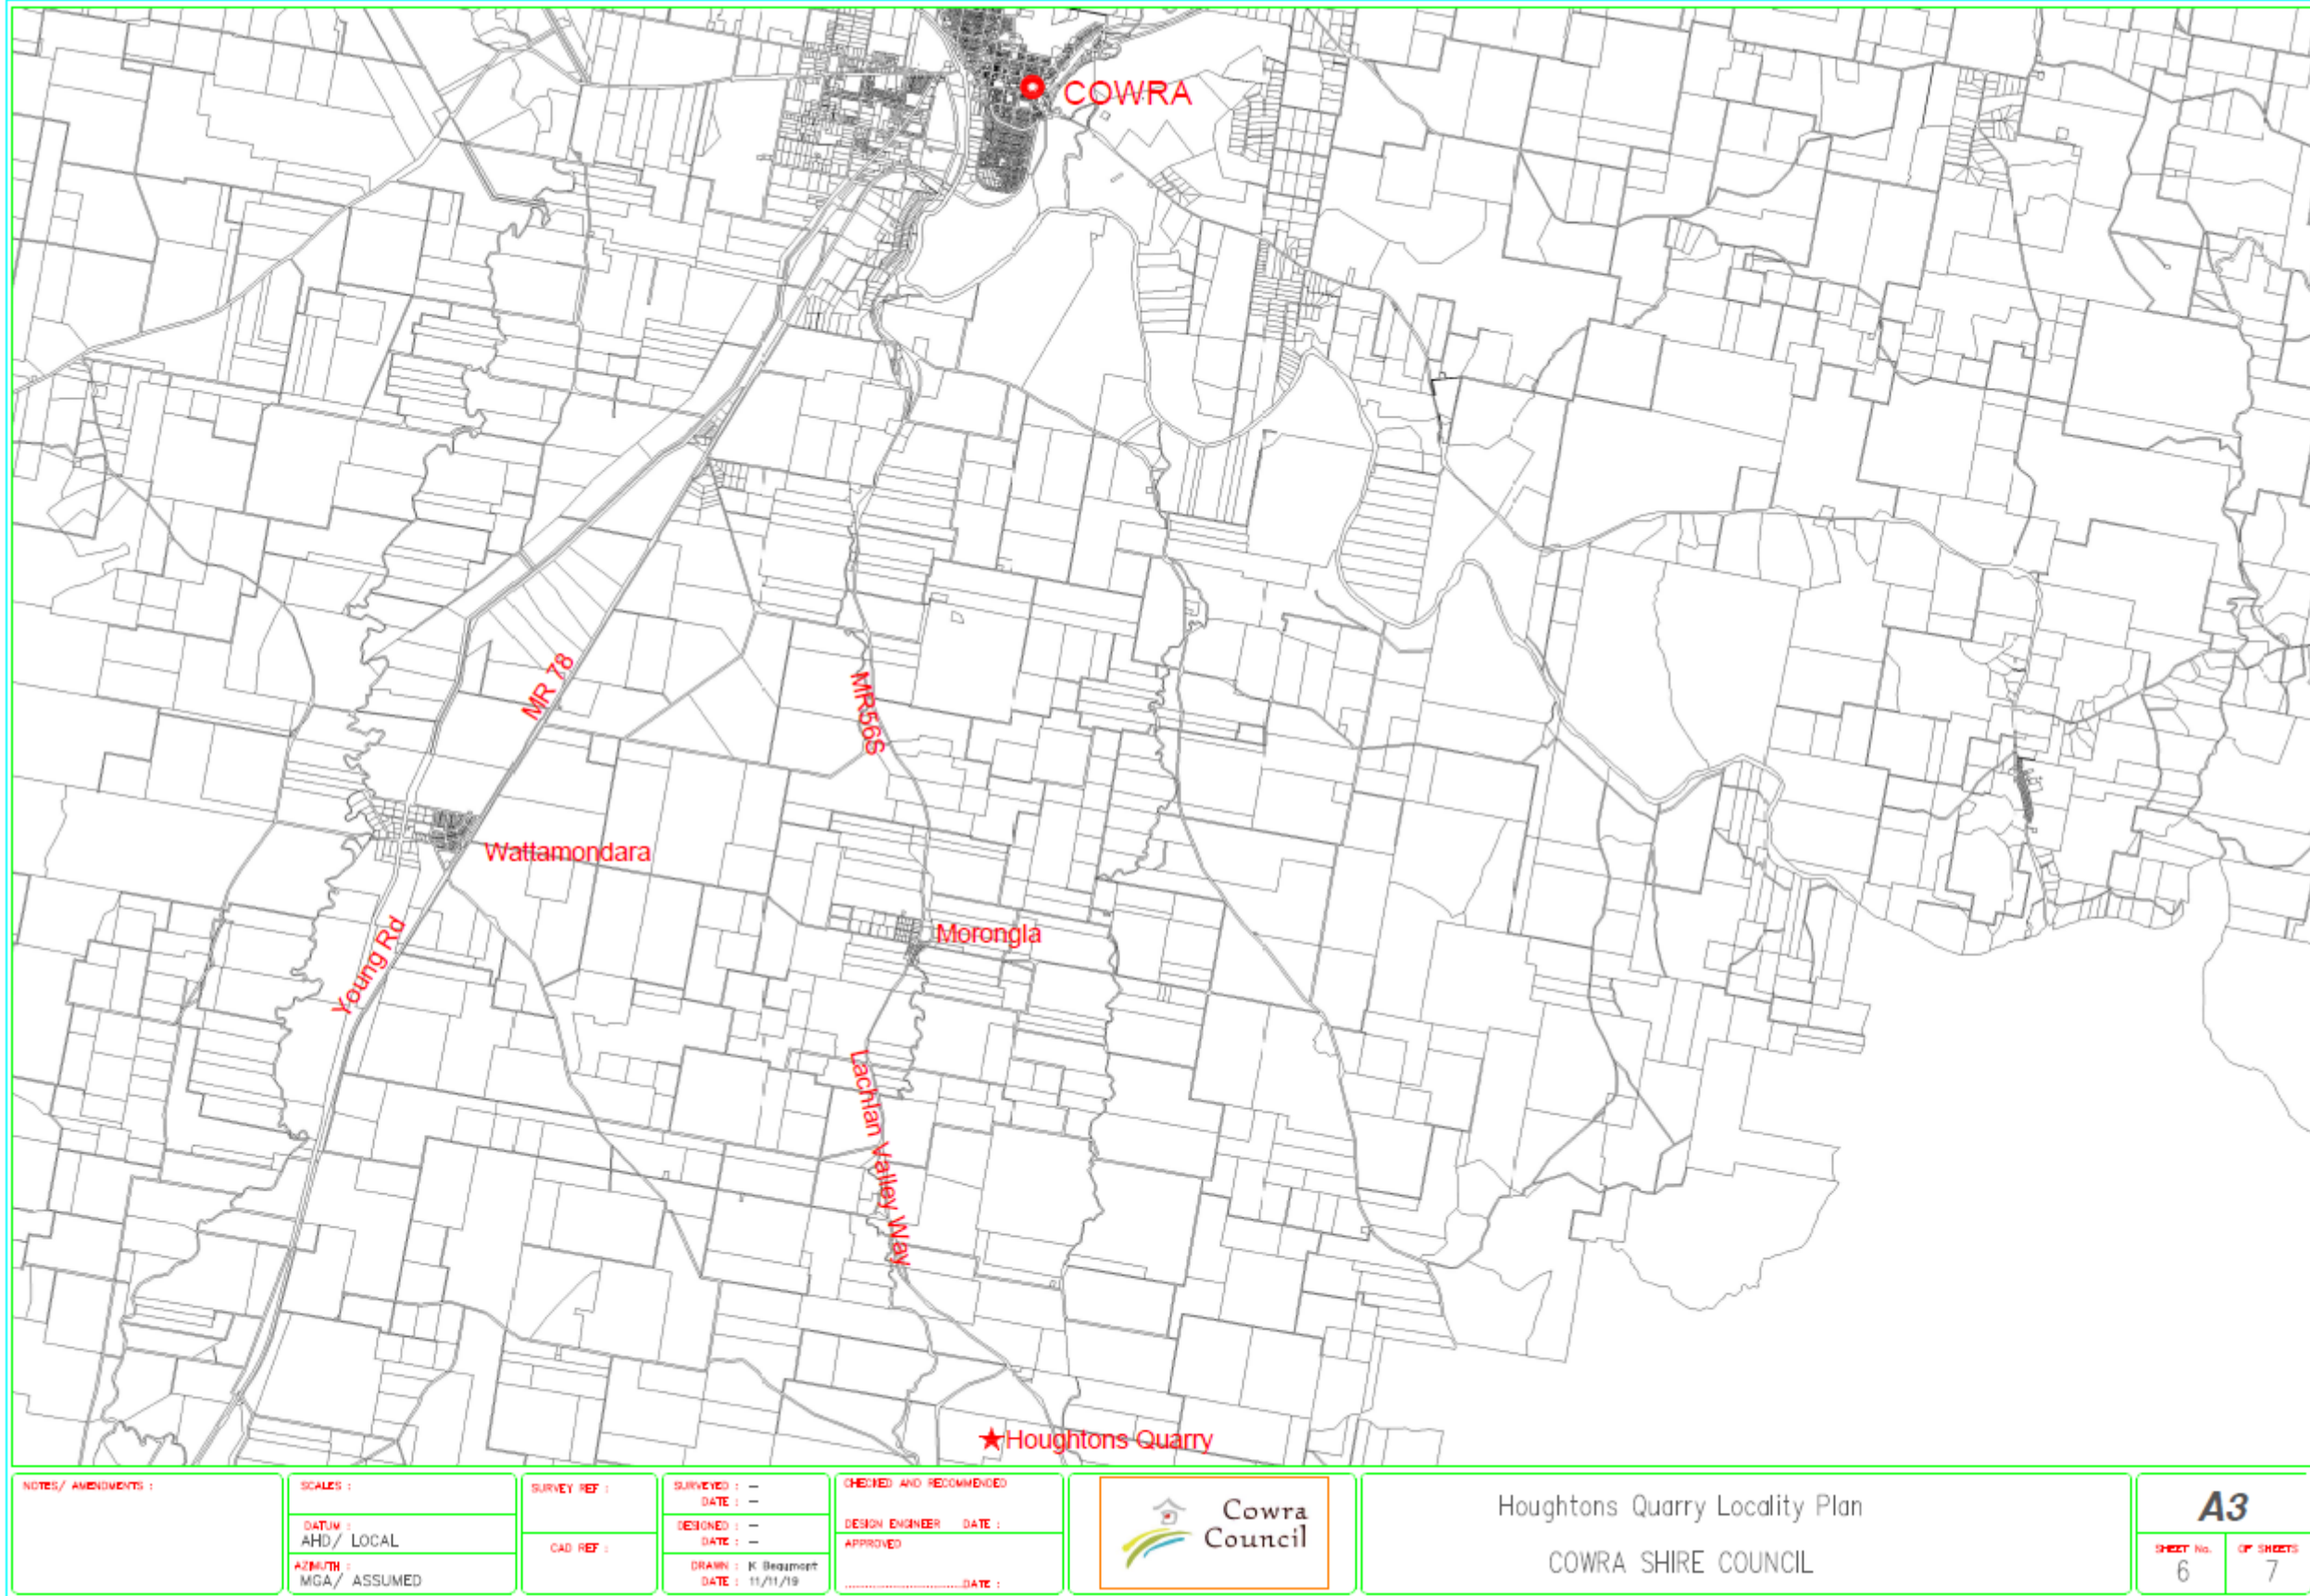 COWRA
MR 78
MR56S
Wattamondara
Morongla
Young Rd
Lachlan Valley Way
Houghtons Quarry
NOTES/ AMENDMENTS :
SCALES :
DATUM :
AHD/ LOCAL
AZIMUTH :
MGA/ ASSUMED
SURVEY REF :
CAD REF :
SURVEYED : –
DATE : –
DESIGNED : –
DATE : –
DRAWN : K Beaumont
DATE : 11/11/19
CHECKED AND RECOMMENDED
DESIGN ENGINEER DATE :
APPROVED
........................DATE :
Cowra
Council
Houghtons Quarry Locality Plan
COWRA SHIRE COUNCIL
A3
SHEET No.
6
OF SHEETS
7